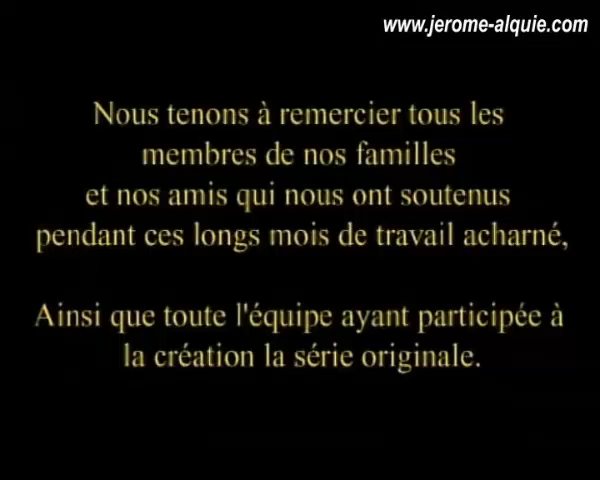 www.jerome-alquie.com
Nous tenons à remercier tous les
membres de nos familles
et nos amis qui nous ont soutenus
pendant ces longs mois de travail acharné,
Ainsi que toute l'équipe ayant participée à
la création la série originale.